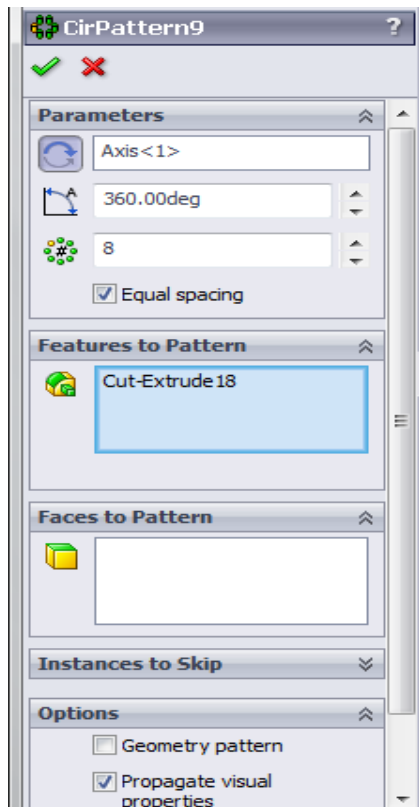 CirPattern9 ?
Parameters
Axis<1>
A
360.00deg
#
8
Equal spacing
Features to Pattern
Cut-Extrude18
Faces to Pattern
Instances to Skip
Options
Geometry pattern
Propagate visual
properties